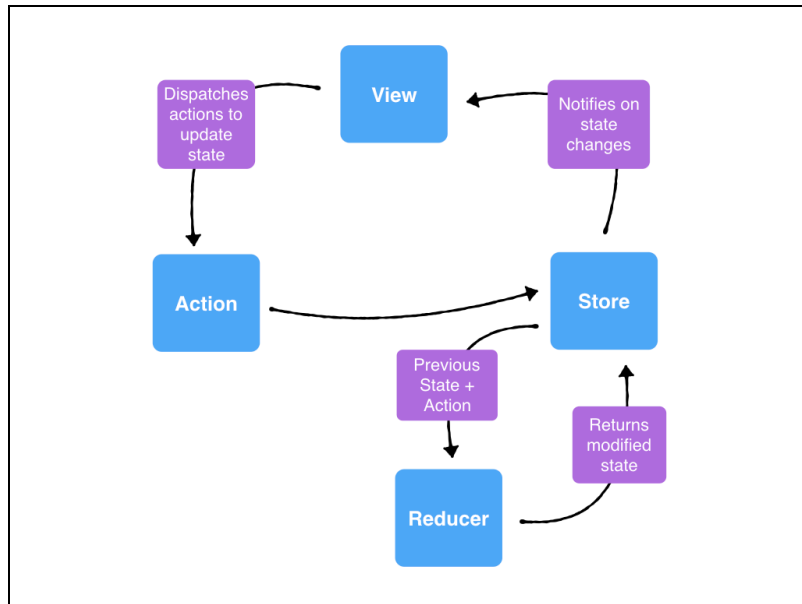 View
Dispatches
actions to
update
state
Notifies on
state
changes
Action
Store
Previous
State +
Action
Returns
modified
state
Reducer